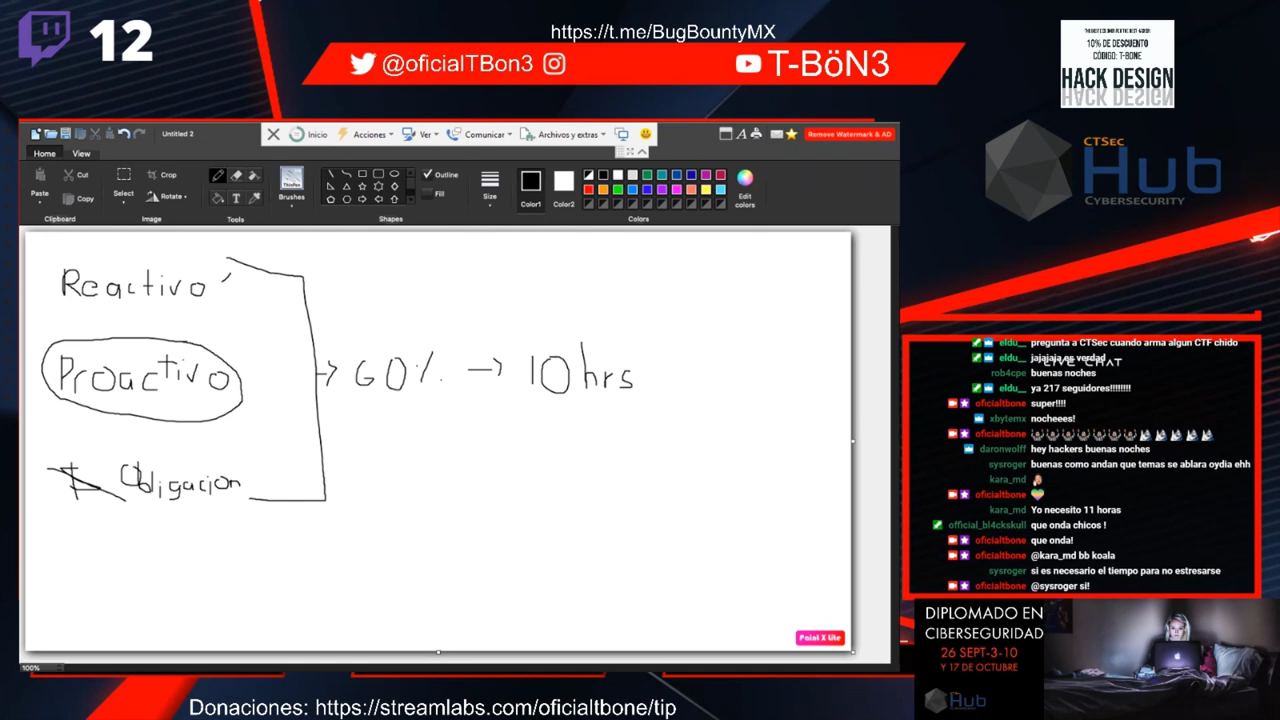 12
https://t.me/BugBountyMX
@oficialTBon3
T-BöN3
10% DE DESCUENTO
CÓDIGO: T-BONE
HACK DESIGN
CTSec
Hub
CYBERSECURITY
Untitled 2
Inicio
Acciones
Ver
Comunicar
Archivos y extras
Remove Watermark & AD
Home
View
Paste
Cut
Copy
Clipboard
Select
Crop
Rotate
Image
Tools
Brushes
Shapes
Outline
Fill
Size
Color1
Color2
Colors
Edit colors
Reactivo
Proactivo
Obligacion
→ 60% → 10hrs
Paint X Lite
100%
LIVE CHAT
eldu__ pregunta a CTSec cuando arma algun CTF chido
eldu__ jajajaja es verdad
rob4cpe buenas noches
eldu__ ya 217 seguidores!!!!!!!!
oficialtbone super!!!!
xbytemx nocheees!
oficialtbone
daronwolff hey hackers buenas noches
sysroger buenas como andan que temas se ablara oydia ehh
kara_md
oficialtbone
kara_md Yo necesito 11 horas
official_bl4ckskull que onda chicos !
oficialtbone que onda!
oficialtbone @kara_md bb koala
sysroger si es necesario el tiempo para no estresarse
oficialtbone @sysroger si!
DIPLOMADO EN
CIBERSEGURIDAD
26 SEPT-3-10
Y 17 DE OCTUBRE
Hub
Donaciones: https://streamlabs.com/oficialtbone/tip